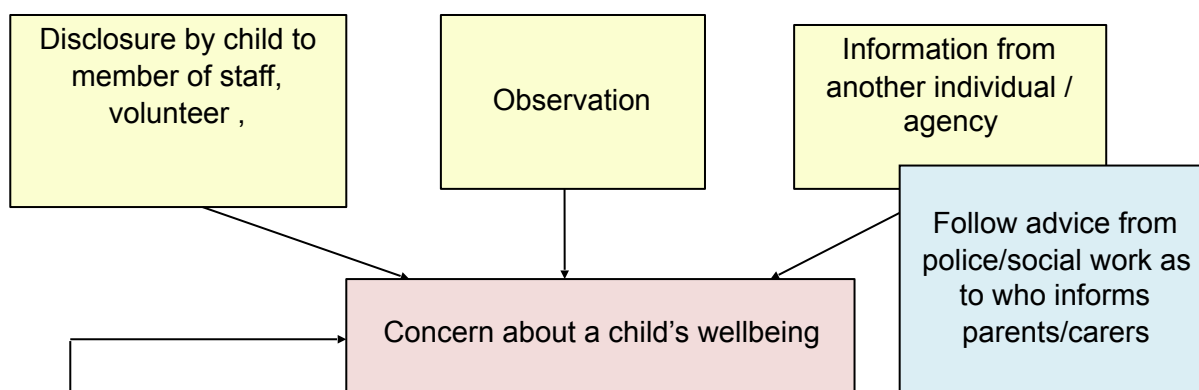 Disclosure by child to
member of staff,
volunteer ,
Observation
Information from
another individual /
agency
Follow advice from
police/social work as
to who informs
parents/carers
Concern about a child’s wellbeing